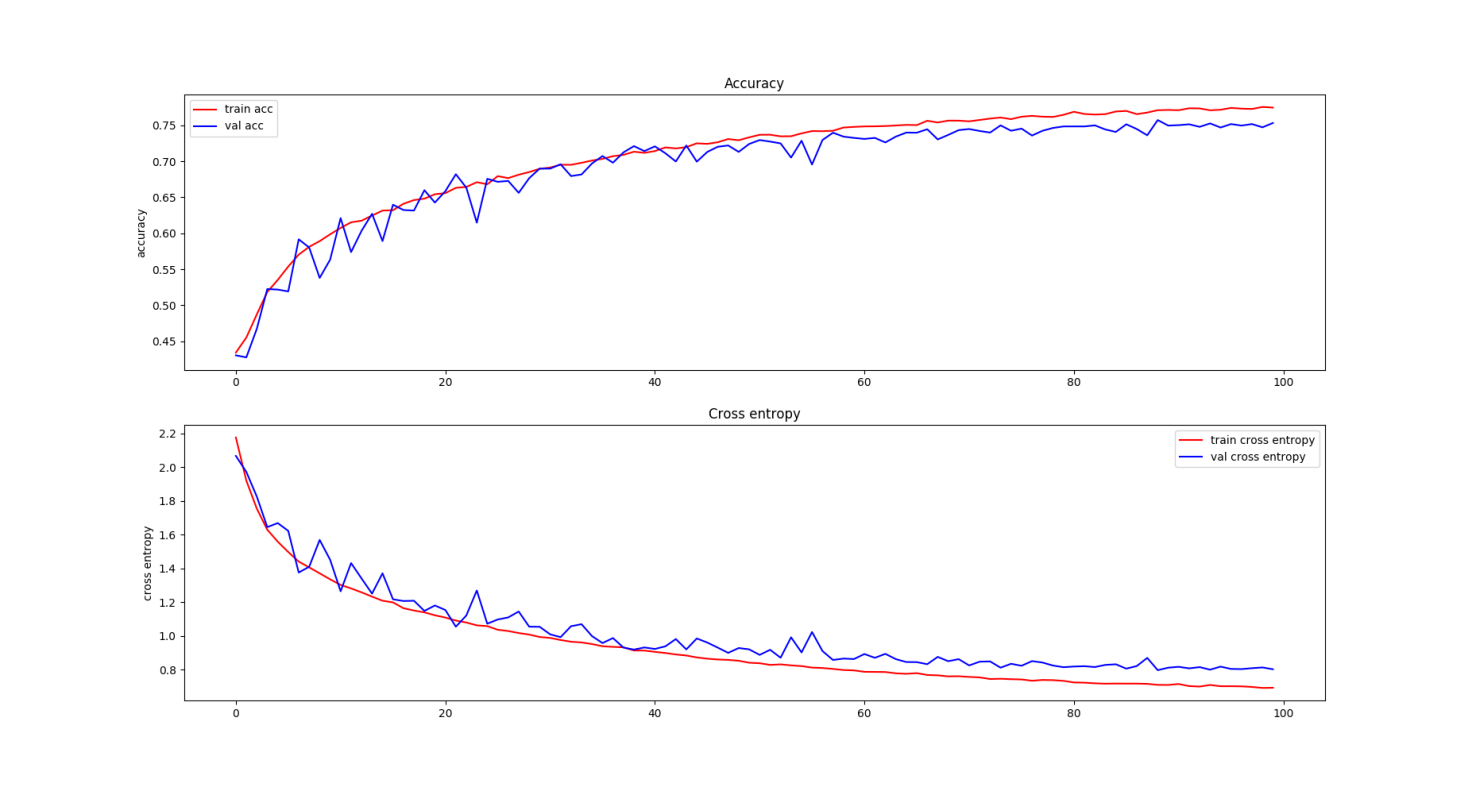 Accuracy
train acc
val acc
accuracy
0.75
0.70
0.65
0.60
0.55
0.50
0.45
0 20 40 60 80 100
Cross entropy
train cross entropy
val cross entropy
cross entropy
2.2
2.0
1.8
1.6
1.4
1.2
1.0
0.8
0 20 40 60 80 100